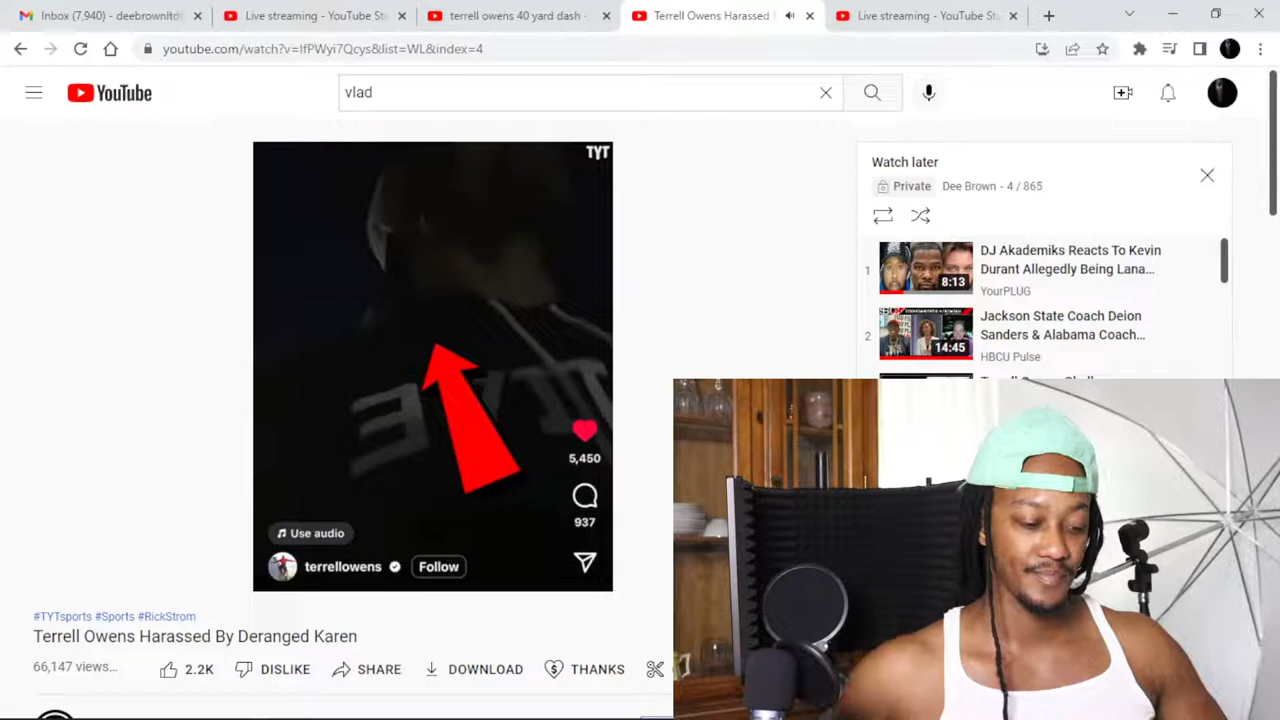 Inbox (7,940) - deebrownltd
Live streaming - YouTube St
terrell owens 40 yard dash -
Terrell Owens Harassed
Live streaming - YouTube St
youtube.com/watch?v=IfPWyi7Qcys&list=WL&index=4
YouTube
vlad
TYT
5,450
937
Use audio
terrellowens
Follow
Watch later
Private
Dee Brown - 4 / 865
1
8:13
DJ Akademiks Reacts To Kevin
Durant Allegedly Being Lana...
YourPLUG
2
14:45
Jackson State Coach Deion
Sanders & Alabama Coach...
HBCU Pulse
#TYTsports #Sports #RickStrom
Terrell Owens Harassed By Deranged Karen
66,147 views...
2.2K
DISLIKE
SHARE
DOWNLOAD
THANKS